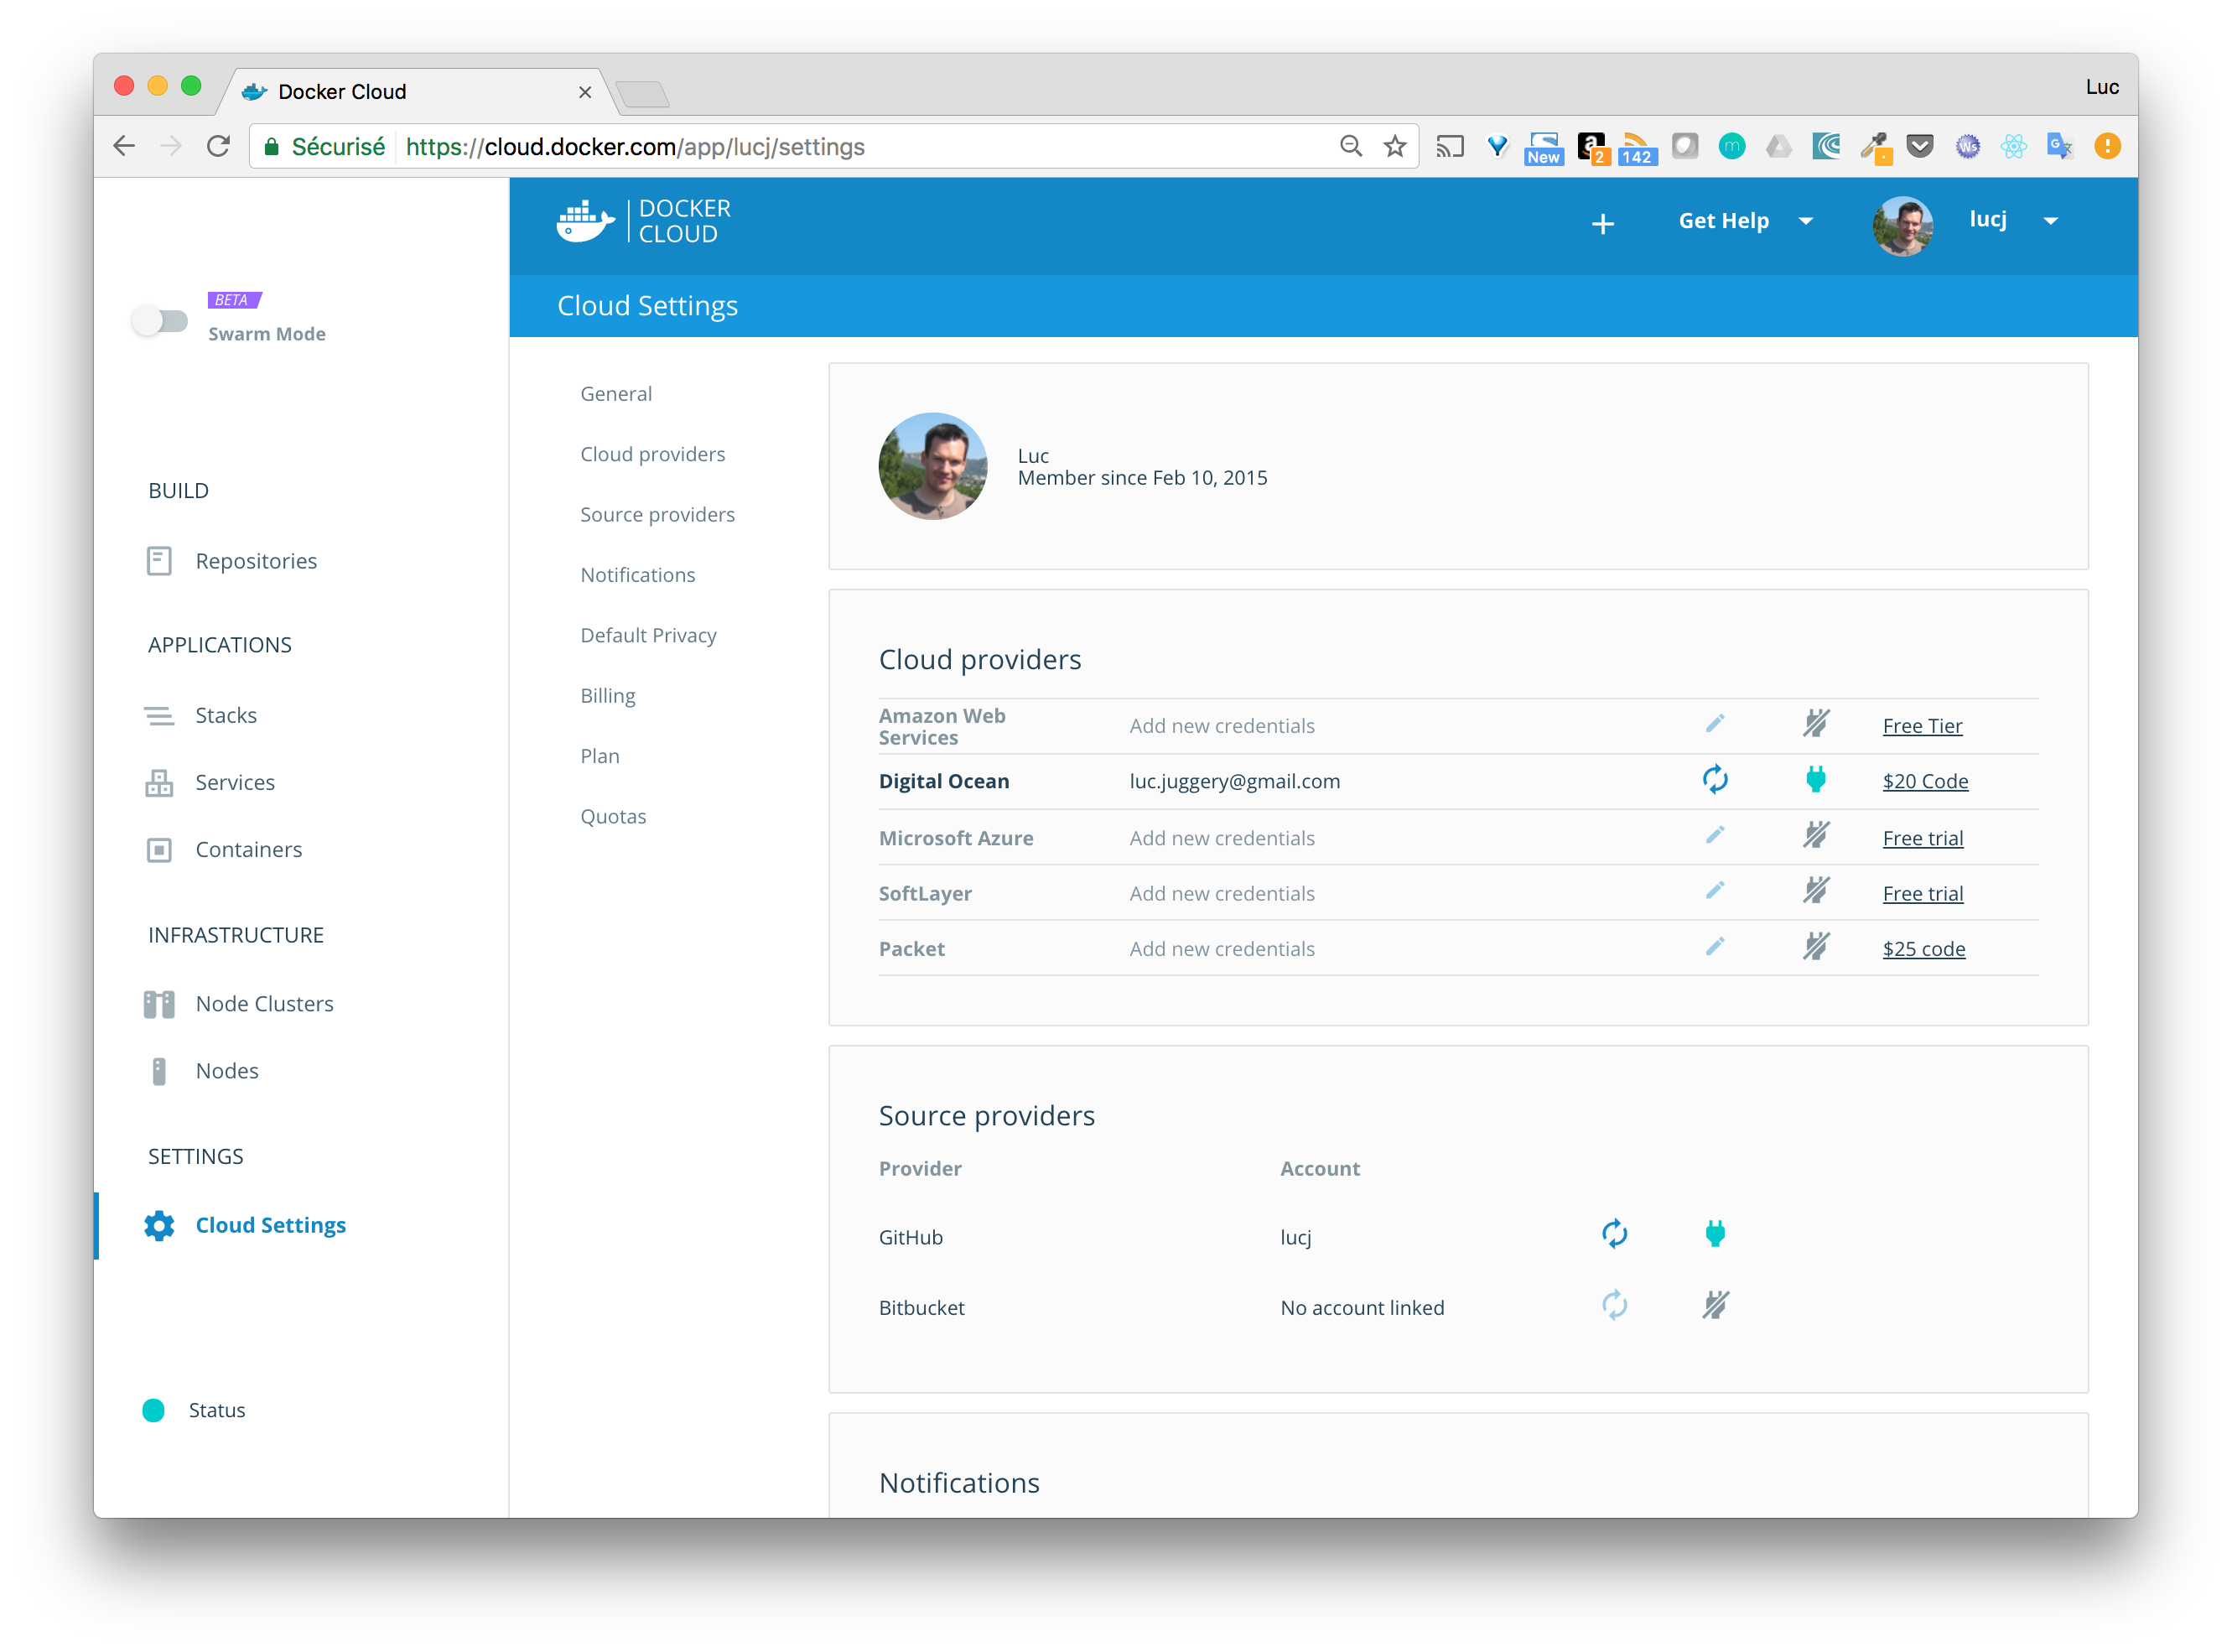 Docker Cloud
Luc
Sécurisé
https://cloud.docker.com/app/lucj/settings
New
a
2
142
m
Ws
G
DOCKER
CLOUD
Get Help
lucj
BETA
Swarm Mode
Cloud Settings
BUILD
Repositories
APPLICATIONS
Stacks
Services
Containers
INFRASTRUCTURE
Node Clusters
Nodes
SETTINGS
Cloud Settings
Status
General
Cloud providers
Source providers
Notifications
Default Privacy
Billing
Plan
Quotas
Luc
Member since Feb 10, 2015
Cloud providers
Amazon Web
Services
Add new credentials
Free Tier
Digital Ocean
luc.juggery@gmail.com
$20 Code
Microsoft Azure
Add new credentials
Free trial
SoftLayer
Add new credentials
Free trial
Packet
Add new credentials
$25 code
Source providers
Provider
Account
GitHub
lucj
Bitbucket
No account linked
Notifications